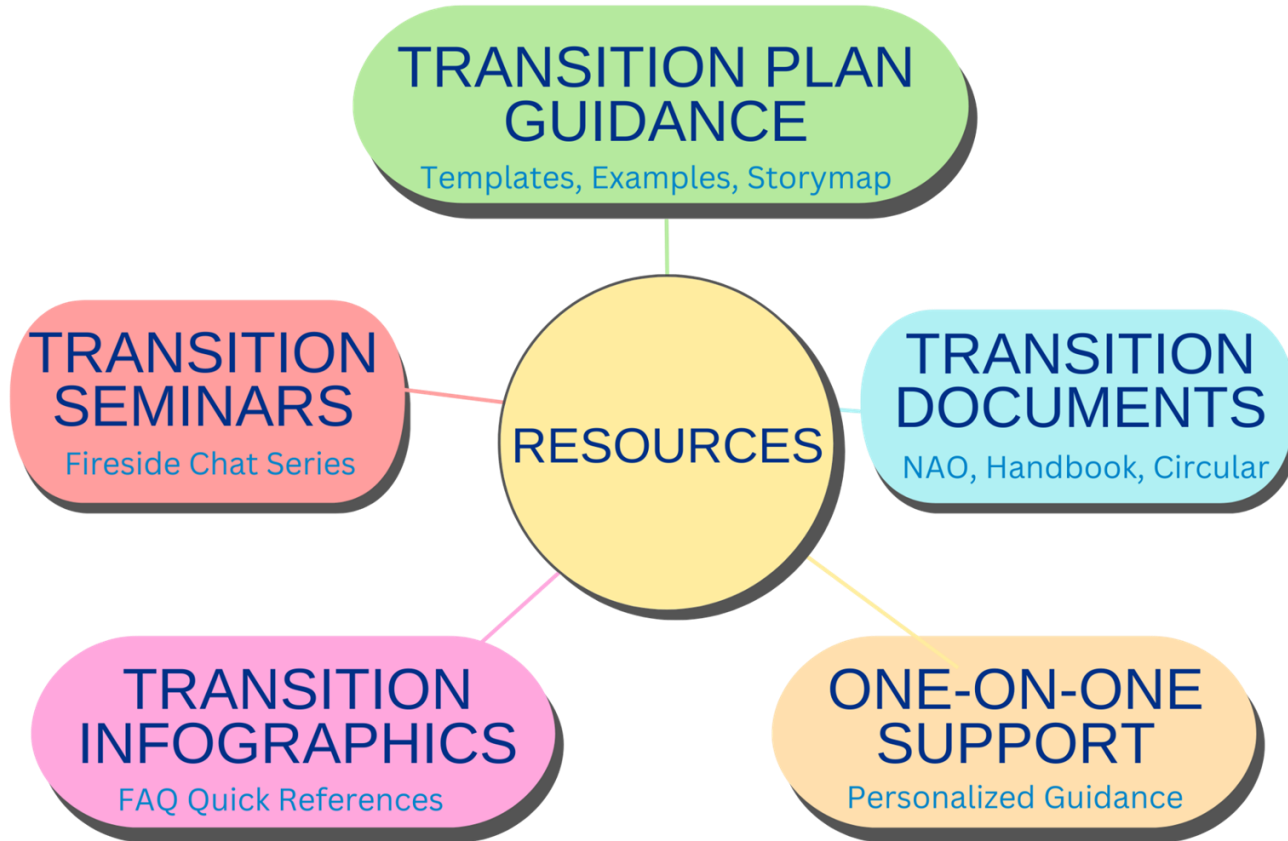 TRANSITION PLAN
GUIDANCE
Templates, Examples, Storymap
TRANSITION
SEMINARS
Fireside Chat Series
RESOURCES
TRANSITION
DOCUMENTS
NAO, Handbook, Circular
TRANSITION
INFOGRAPHICS
FAQ Quick References
ONE-ON-ONE
SUPPORT
Personalized Guidance